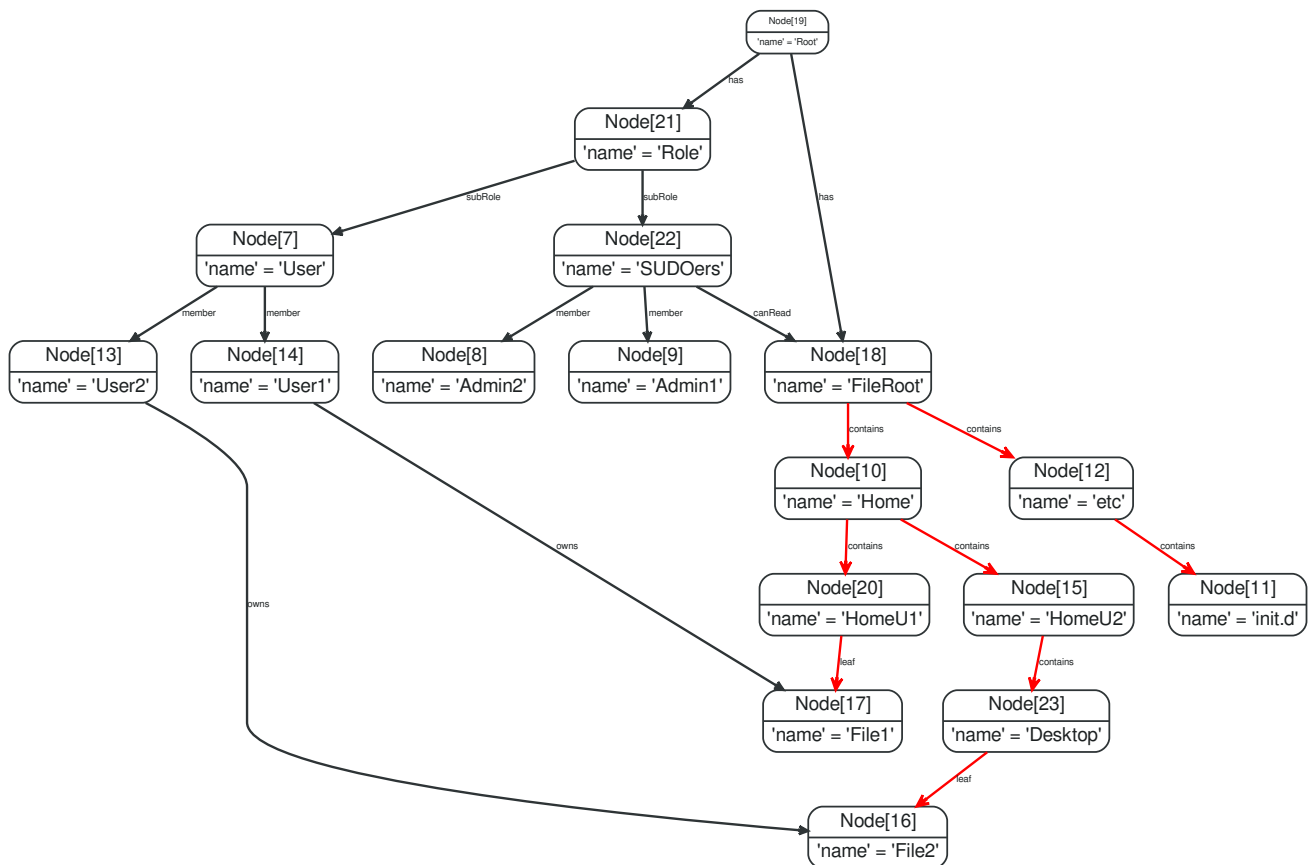 Node[19]
'name' = 'Root'
has
Node[21]
'name' = 'Role'
subRole
subRole
has
Node[7]
'name' = 'User'
Node[22]
'name' = 'SUDOers'
member
member
member
member
canRead
Node[13]
'name' = 'User2'
Node[14]
'name' = 'User1'
Node[8]
'name' = 'Admin2'
Node[9]
'name' = 'Admin1'
Node[18]
'name' = 'FileRoot'
contains
contains
Node[10]
'name' = 'Home'
Node[12]
'name' = 'etc'
owns
contains
contains
contains
owns
Node[20]
'name' = 'HomeU1'
Node[15]
'name' = 'HomeU2'
Node[11]
'name' = 'init.d'
leaf
contains
Node[17]
'name' = 'File1'
Node[23]
'name' = 'Desktop'
leaf
Node[16]
'name' = 'File2'